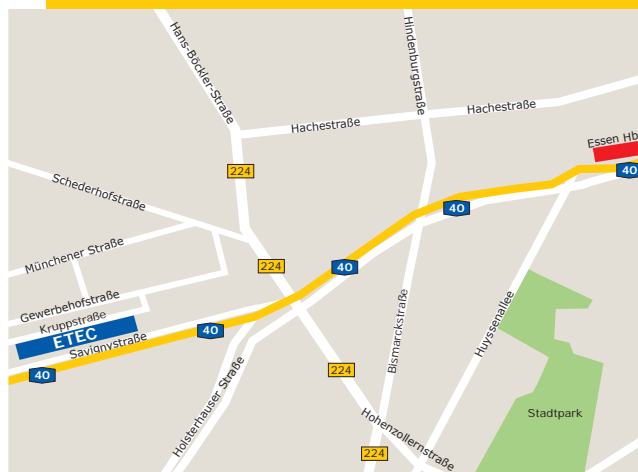 Hans-Böckler-Straße
Hindenburgstraße
Hachestraße
Hachestraße
Essen Hb
224
40
Schederhofstraße
40
Münchener Straße
224
40
Gewerbehofstraße
Kruppstraße
ETEC
40
Savignystraße
Bismarckstraße
Huyssenallee
40
224
Holsterhauser Straße
Hohenzollernstraße
Stadtpark
224